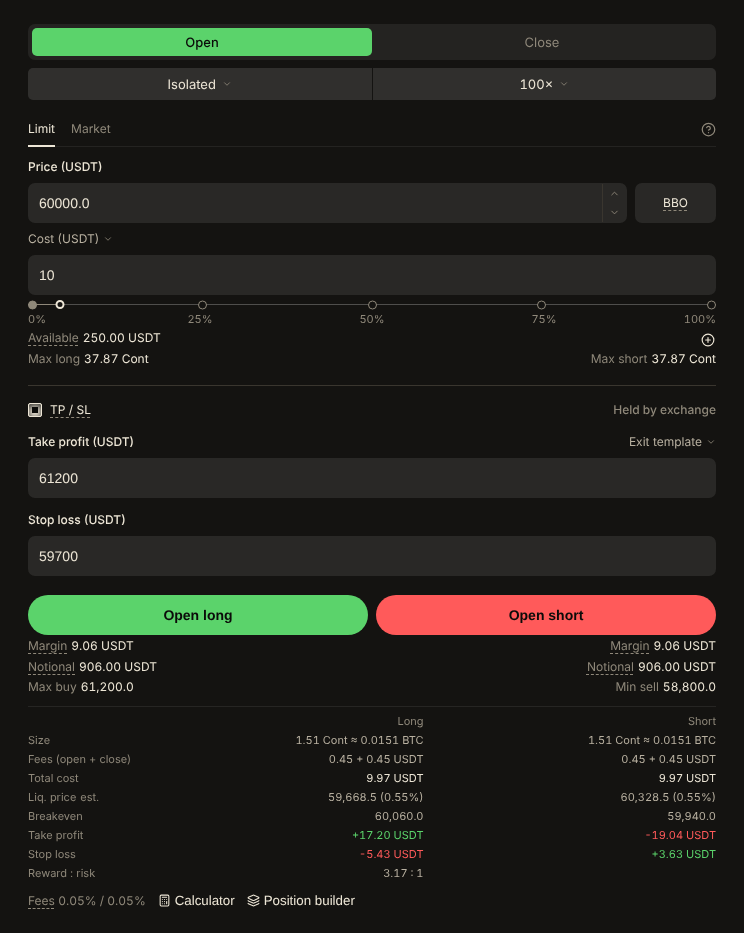 Open Close
Isolated 100×
Limit Market
Price (USDT)
60000.0 BBO
Cost (USDT)
10
0% 25% 50% 75% 100%
Available 250.00 USDT
Max long 37.87 Cont Max short 37.87 Cont
TP / SL Held by exchange
Take profit (USDT) Exit template
61200
Stop loss (USDT)
59700
Open long Open short
Margin 9.06 USDT Margin 9.06 USDT
Notional 906.00 USDT Notional 906.00 USDT
Max buy 61,200.0 Min sell 58,800.0
Long Short
Size 1.51 Cont ≈ 0.0151 BTC 1.51 Cont ≈ 0.0151 BTC
Fees (open + close) 0.45 + 0.45 USDT 0.45 + 0.45 USDT
Total cost 9.97 USDT 9.97 USDT
Liq. price est. 59,668.5 (0.55%) 60,328.5 (0.55%)
Breakeven 60,060.0 59,940.0
Take profit +17.20 USDT -19.04 USDT
Stop loss -5.43 USDT +3.63 USDT
Reward : risk 3.17 : 1
Fees 0.05% / 0.05% Calculator Position builder